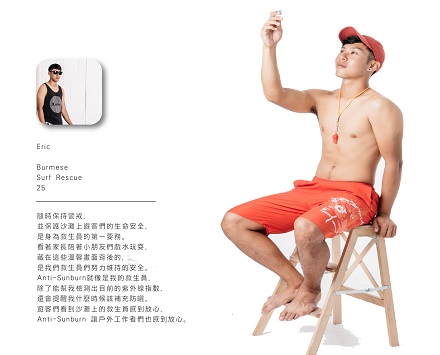 Eric
Burmese
Surf Rescue
25
隨時保持警戒,
並保護沙灘上遊客們的生命安全,
是身為救生員的第一要務。
看著家長陪著小朋友們戲水玩耍,
藏在這些溫馨畫面背後的,
是我們救生員們努力維持的安全。
Anti-Sunburn就像是我的救生員,
除了能幫我檢測出目前的紫外線指數,
還會提醒我什麼時候該補充防曬。
遊客們看到沙灘上的救生員感到放心,
Anti-Sunburn 讓戶外工作者們也感到放心。